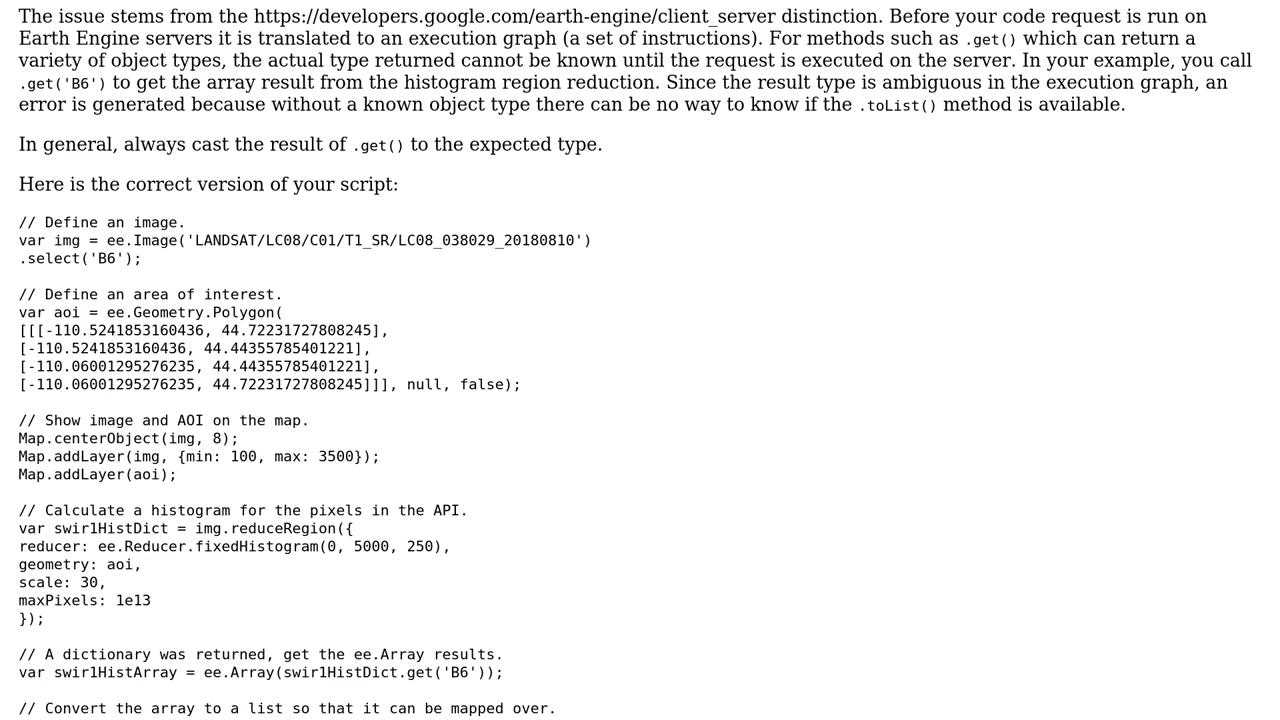 The issue stems from the https://developers.google.com/earth-engine/client_server distinction. Before your code request is run on
Earth Engine servers it is translated to an execution graph (a set of instructions). For methods such as .get() which can return a
variety of object types, the actual type returned cannot be known until the request is executed on the server. In your example, you call
.get('B6') to get the array result from the histogram region reduction. Since the result type is ambiguous in the execution graph, an
error is generated because without a known object type there can be no way to know if the .toList() method is available.
In general, always cast the result of .get() to the expected type.
Here is the correct version of your script:
// Define an image.
var img = ee.Image('LANDSAT/LC08/C01/T1_SR/LC08_038029_20180810')
.select('B6');
// Define an area of interest.
var aoi = ee.Geometry.Polygon(
[[[-110.5241853160436, 44.72231727808245],
[-110.5241853160436, 44.44355785401221],
[-110.06001295276235, 44.44355785401221],
[-110.06001295276235, 44.72231727808245]]], null, false);
// Show image and AOI on the map.
Map.centerObject(img, 8);
Map.addLayer(img, {min: 100, max: 3500});
Map.addLayer(aoi);
// Calculate a histogram for the pixels in the API.
var swir1HistDict = img.reduceRegion({
reducer: ee.Reducer.fixedHistogram(0, 5000, 250),
geometry: aoi,
scale: 30,
maxPixels: 1e13
});
// A dictionary was returned, get the ee.Array results.
var swir1HistArray = ee.Array(swir1HistDict.get('B6'));
// Convert the array to a list so that it can be mapped over.